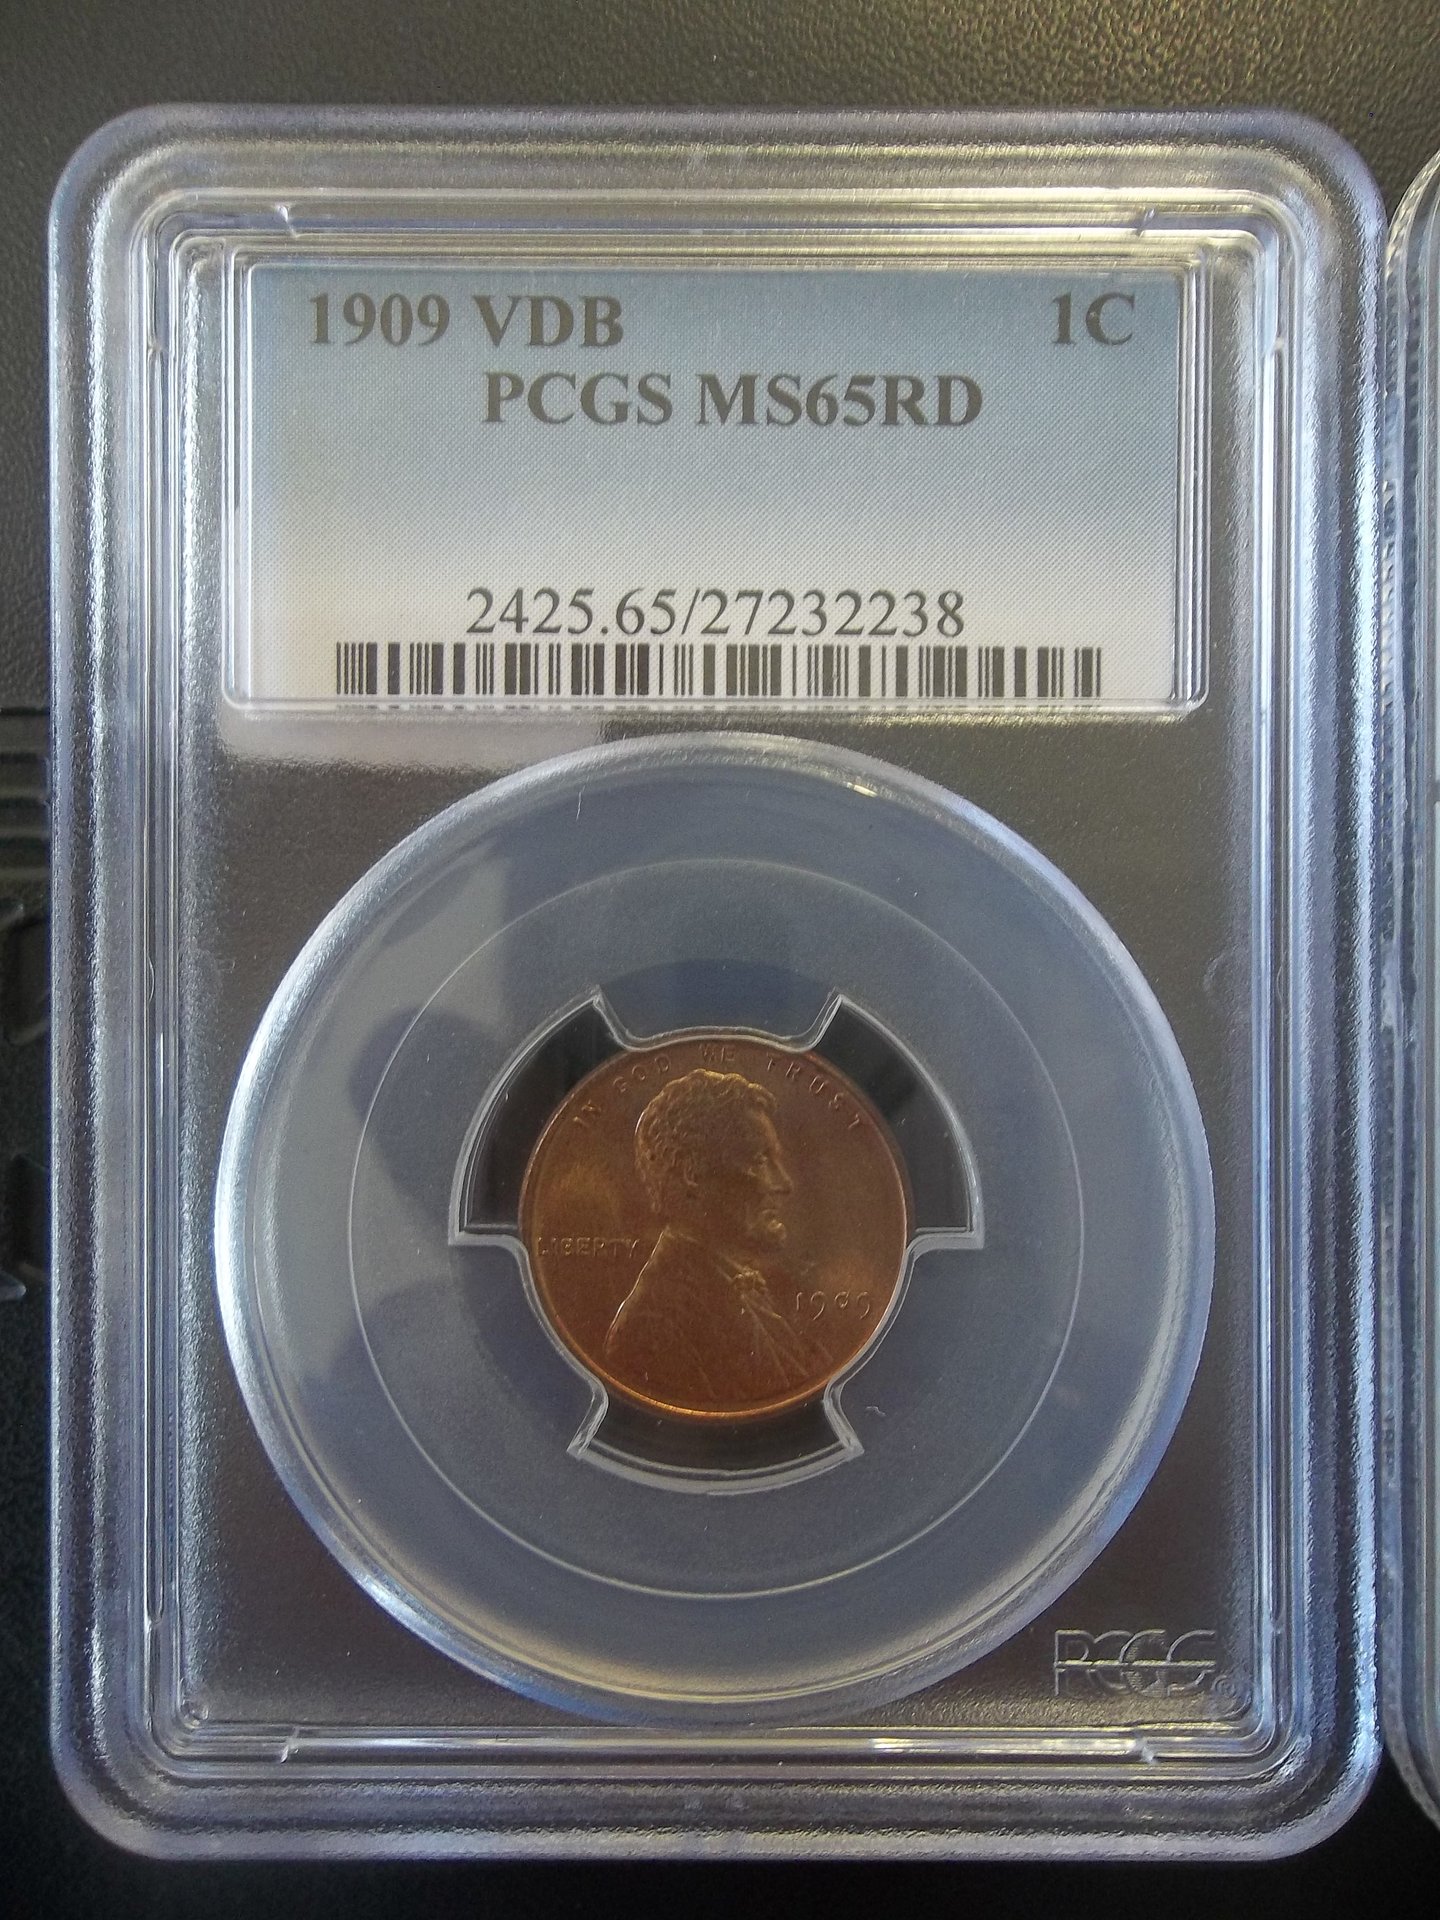 1909 VDB 1C
PCGS MS65RD
2425.65/27232238
IN GOD WE TRUST
LIBERTY
1909
PCGS®